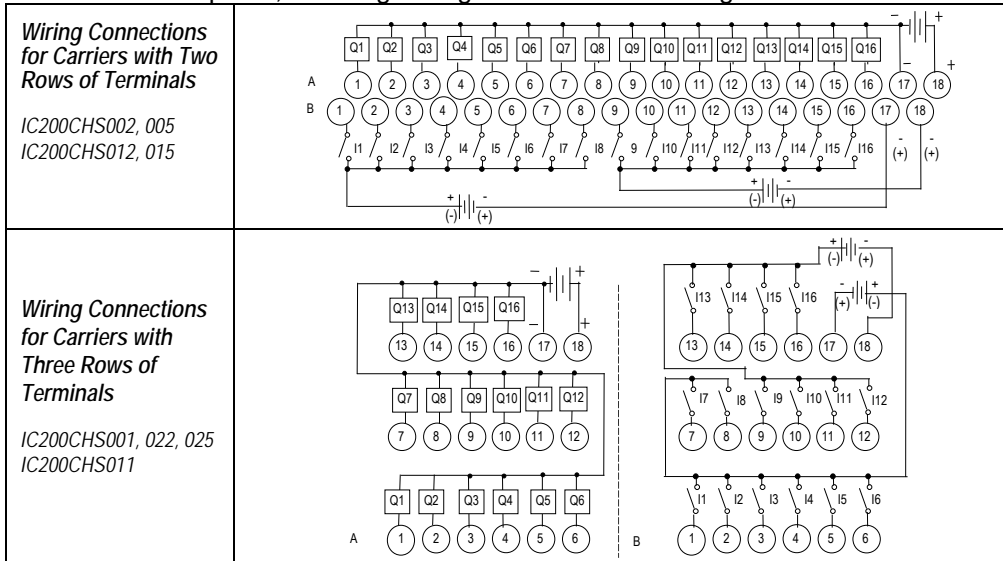 Wiring Connections
for Carriers with Two
Rows of Terminals
IC200CHS002, 005
IC200CHS012, 015
− +
Q1 Q2 Q3 Q4 Q5 Q6 Q7 Q8 Q9 Q10 Q11 Q12 Q13 Q14 Q15 Q16
− +
A 1 2 3 4 5 6 7 8 9 10 11 12 13 14 15 16 17 18
B 1 2 3 4 5 6 7 8 9 10 11 12 13 14 15 16 17 18
I1 I2 I3 I4 I5 I6 I7 I8 9 I10 I11 I12 I13 I14 I15 I16
- -
(+) (+)
+ -
(-) (+)
+ -
(-) (+)
Wiring Connections
for Carriers with
Three Rows of
Terminals
IC200CHS001, 022, 025
IC200CHS011
− +
Q13 Q14 Q15 Q16
− +
13 14 15 16 17 18
Q7 Q8 Q9 Q10 Q11 Q12
7 8 9 10 11 12
Q1 Q2 Q3 Q4 Q5 Q6
A 1 2 3 4 5 6
+ -
(-) (+)
- +
(+) (-)
I13 I14 I15 I16
13 14 15 16 17 18
I7 I8 I9 I10 I11 I12
7 8 9 10 11 12
I1 I2 I3 I4 I5 I6
B 1 2 3 4 5 6